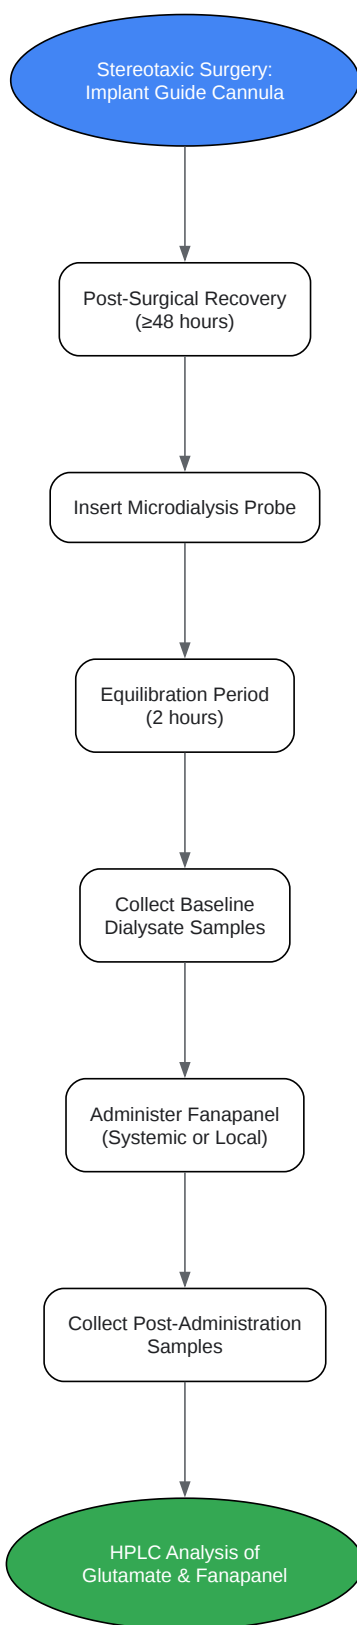 Stereotaxic Surgery:
Implant Guide Cannula
Post-Surgical Recovery
(≥48 hours)
Insert Microdialysis Probe
Equilibration Period
(2 hours)
Collect Baseline
Dialysate Samples
Administer Fanapanel
(Systemic or Local)
Collect Post-Administration
Samples
HPLC Analysis of
Glutamate & Fanapanel